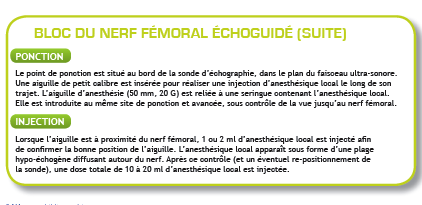 BLOC DU NERF FÉMORAL ÉCHOGUIDÉ (SUITE)
PONCTION
Le point de ponction est situé au bord de la sonde d'échographie, dans le plan du faisceau ultra-sonore.
Une aiguille de petit calibre est insérée pour réaliser une injection d'anesthésique local le long de son
trajet. L'aiguille d'anesthésie (50 mm, 20 G) est reliée à une seringue contenant l'anesthésique local.
Elle est introduite au même site de ponction et avancée, sous contrôle de la vue jusqu'au nerf fémoral.
INJECTION
Lorsque l'aiguille est à proximité du nerf fémoral, 1 ou 2 ml d'anesthésique local est injecté afin
de confirmer la bonne position de l'aiguille. L'anesthésique local apparaît sous forme d'une plage
hypo-échogène diffusant autour du nerf. Après ce contrôle (et un éventuel re-positionnement de
la sonde), une dose totale de 10 à 20 ml d'anesthésique local est injectée.